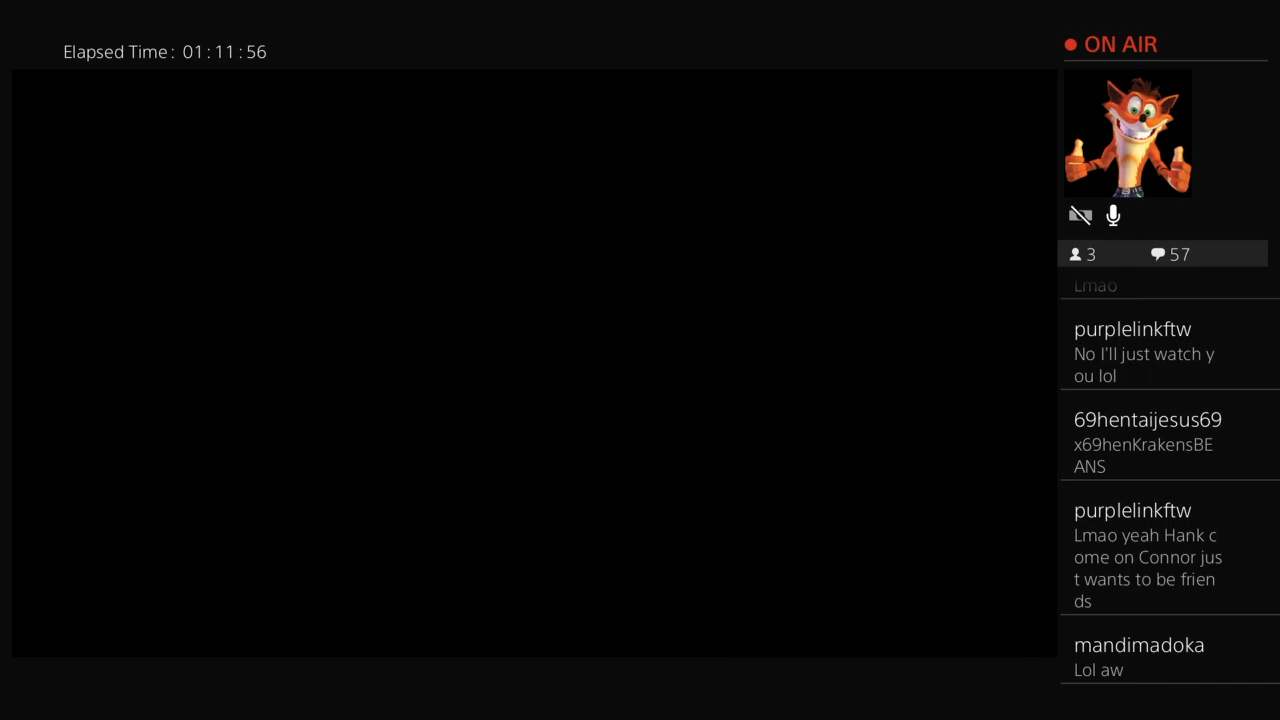 Elapsed Time: 01:11:56
ON AIR
3
57
Lmao
purplelinkftw
No I'll just watch y
ou lol
69hentaijesus69
x69henKrakensBE
ANS
purplelinkftw
Lmao yeah Hank c
ome on Connor jus
t wants to be frien
ds
mandimadoka
Lol aw